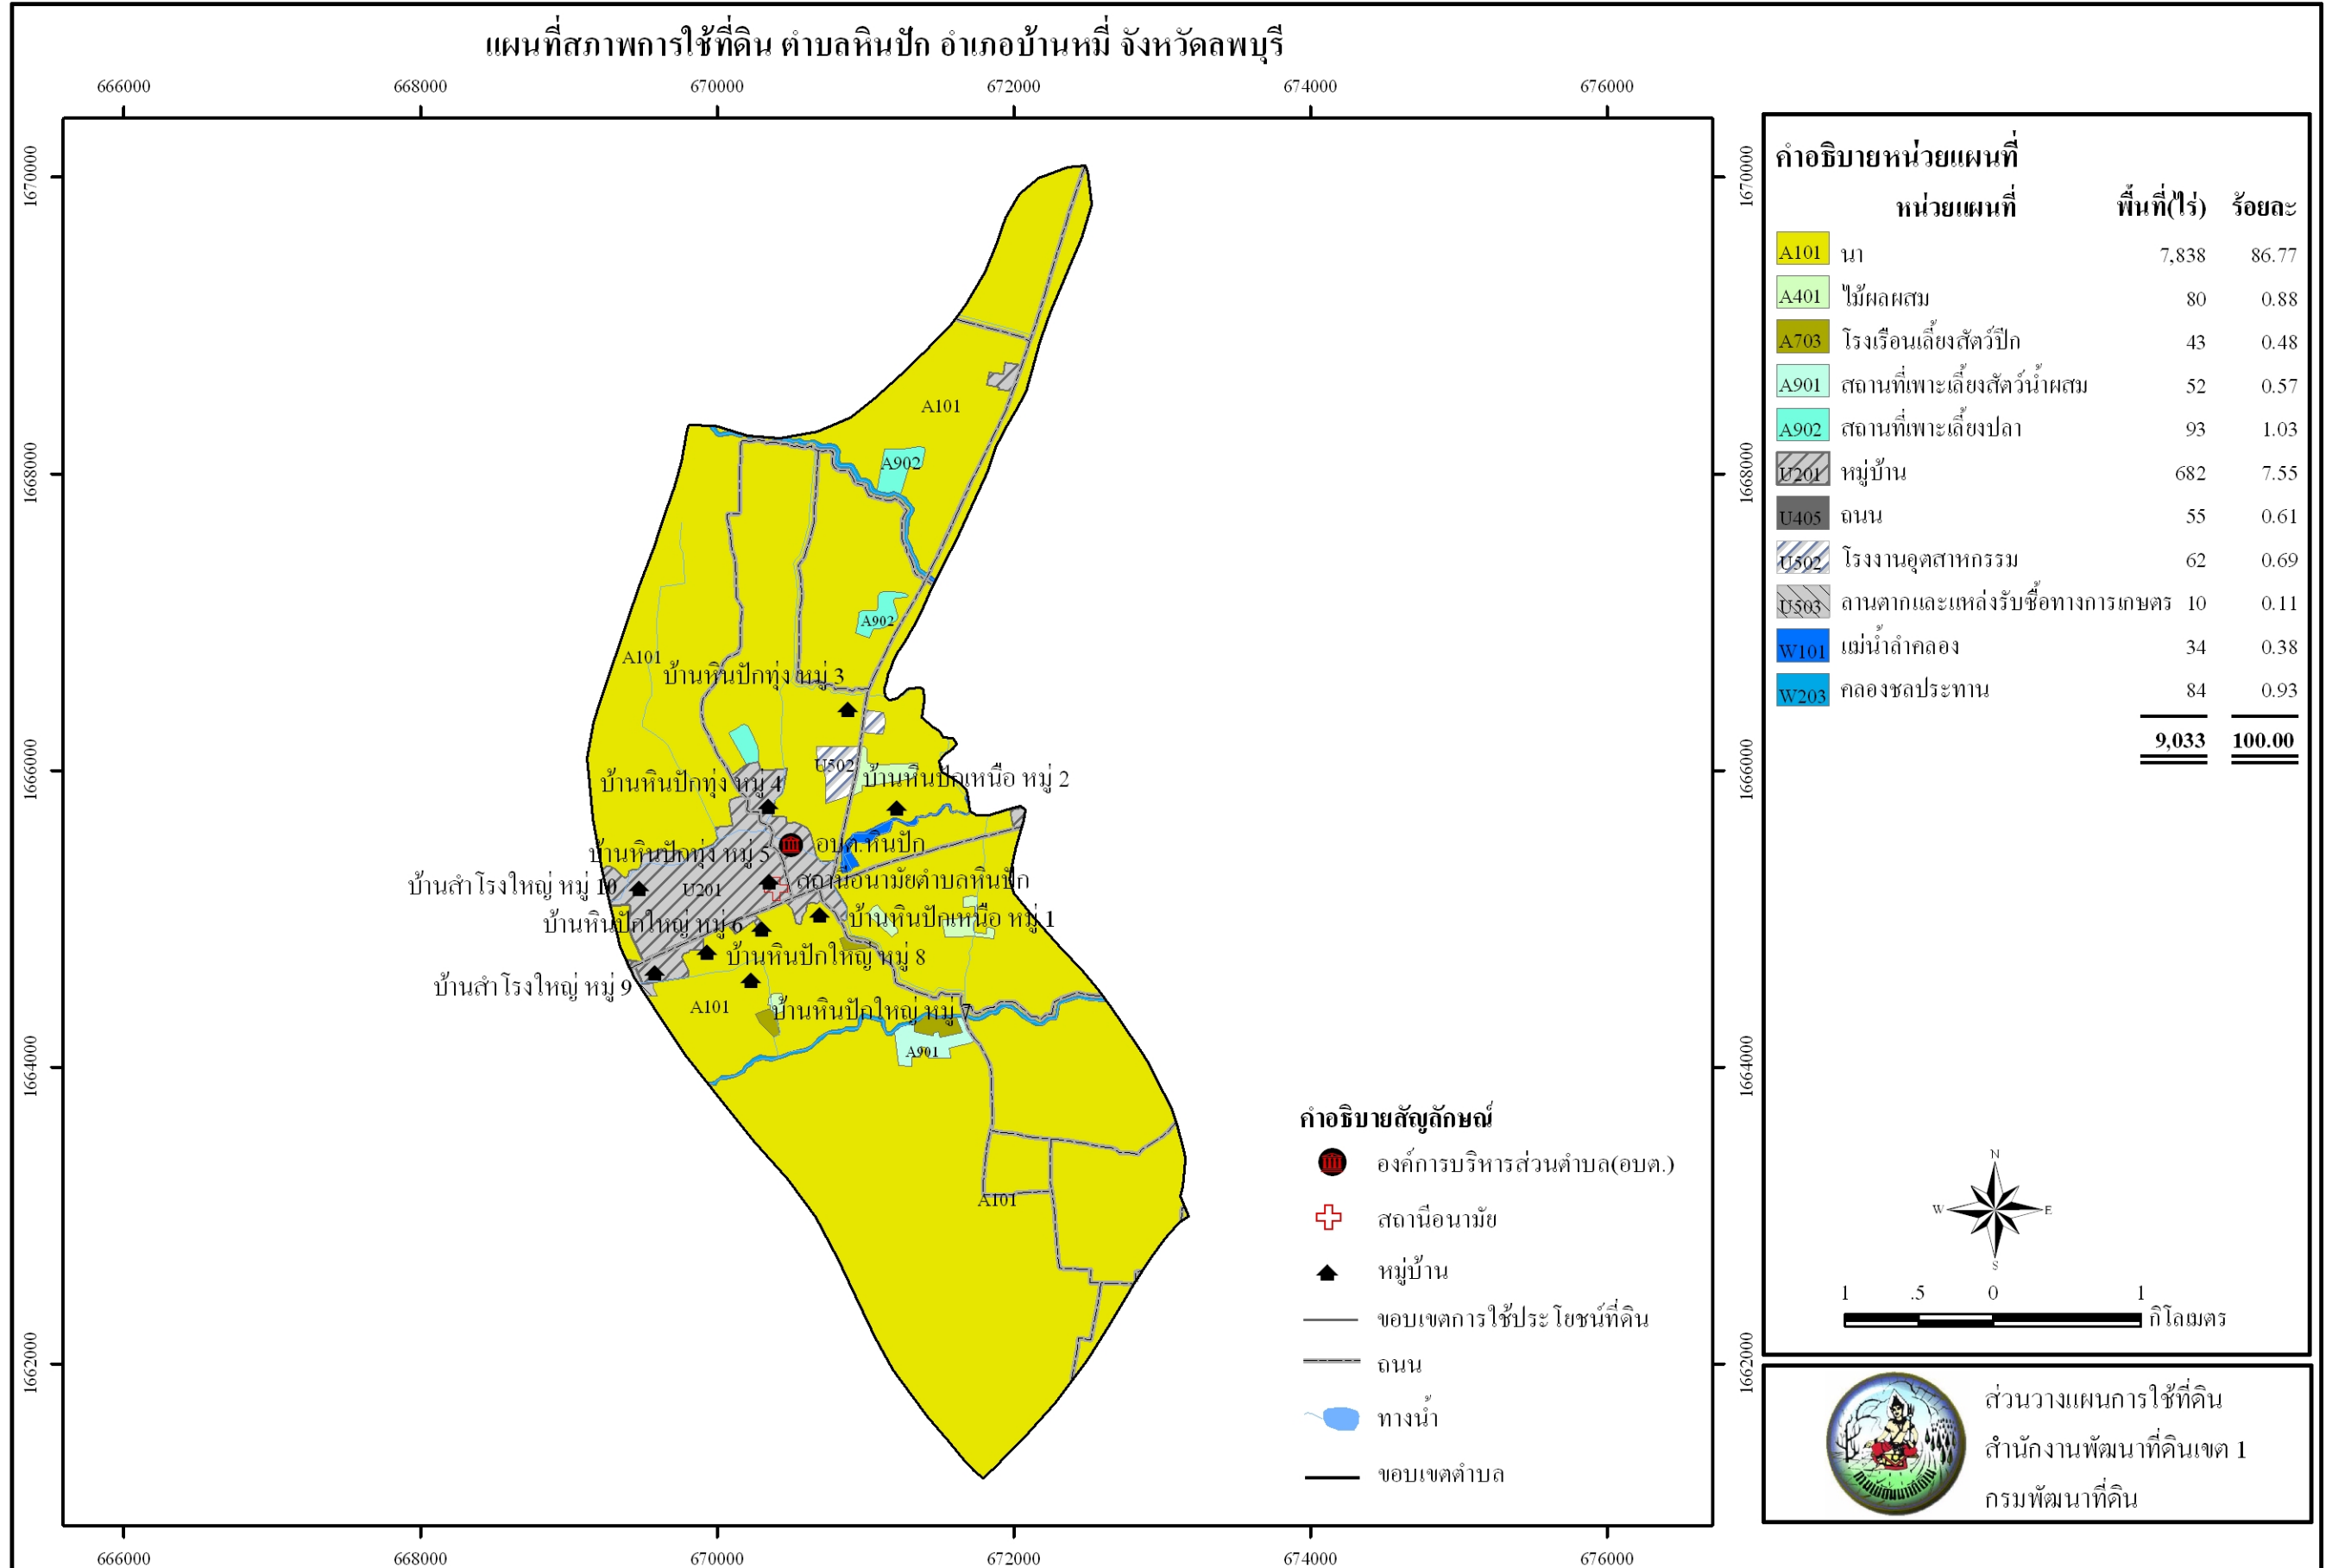 แผนที่สภาพการใช้ที่ดิน ตำบลหินปัก อำเภอบ้านหมี่ จังหวัดลพบุรี
666000 668000 670000 672000 674000 676000
1670000
1668000
1666000
1664000
1662000
1670000
1668000
1666000
1664000
1662000
A101
A902
A902
A101
บ้านหินปักทุ่ง หมู่ 3
U502
บ้านหินปักเหนือ หมู่ 2
บ้านหินปักทุ่ง หมู่ 4
อบต.หินปัก
บ้านหินปักทุ่ง หมู่ 5
สถานีอนามัยตำบลหินปัก
บ้านสำโรงใหญ่ หมู่ 10
U201
บ้านหินปักเหนือ หมู่ 1
บ้านหินปักใหญ่ หมู่ 6
บ้านหินปักใหญ่ หมู่ 8
บ้านสำโรงใหญ่ หมู่ 9
A101
บ้านหินปักใหญ่ หมู่ 7
A901
A101
คำอธิบายสัญลักษณ์
องค์การบริหารส่วนตำบล(อบต.)
สถานีอนามัย
หมู่บ้าน
ขอบเขตการใช้ประโยชน์ที่ดิน
ถนน
ทางน้ำ
ขอบเขตตำบล
666000 668000 670000 672000 674000 676000
คำอธิบายหน่วยแผนที่
หน่วยแผนที่ พื้นที่(ไร่) ร้อยละ
A101 นา 7,838 86.77
A401 ไม้ผลผสม 80 0.88
A703 โรงเรือนเลี้ยงสัตว์ปีก 43 0.48
A901 สถานที่เพาะเลี้ยงสัตว์น้ำผสม 52 0.57
A902 สถานที่เพาะเลี้ยงปลา 93 1.03
U201 หมู่บ้าน 682 7.55
U405 ถนน 55 0.61
U502 โรงงานอุตสาหกรรม 62 0.69
U503 ลานตากและแหล่งรับซื้อทางการเกษตร 10 0.11
W101 แม่น้ำลำคลอง 34 0.38
W203 คลองชลประทาน 84 0.93
9,033 100.00
N
W E
S
1 .5 0 1
กิโลเมตร
ส่วนวางแผนการใช้ที่ดิน
สำนักงานพัฒนาที่ดินเขต 1
กรมพัฒนาที่ดิน
กรมพัฒนาที่ดิน